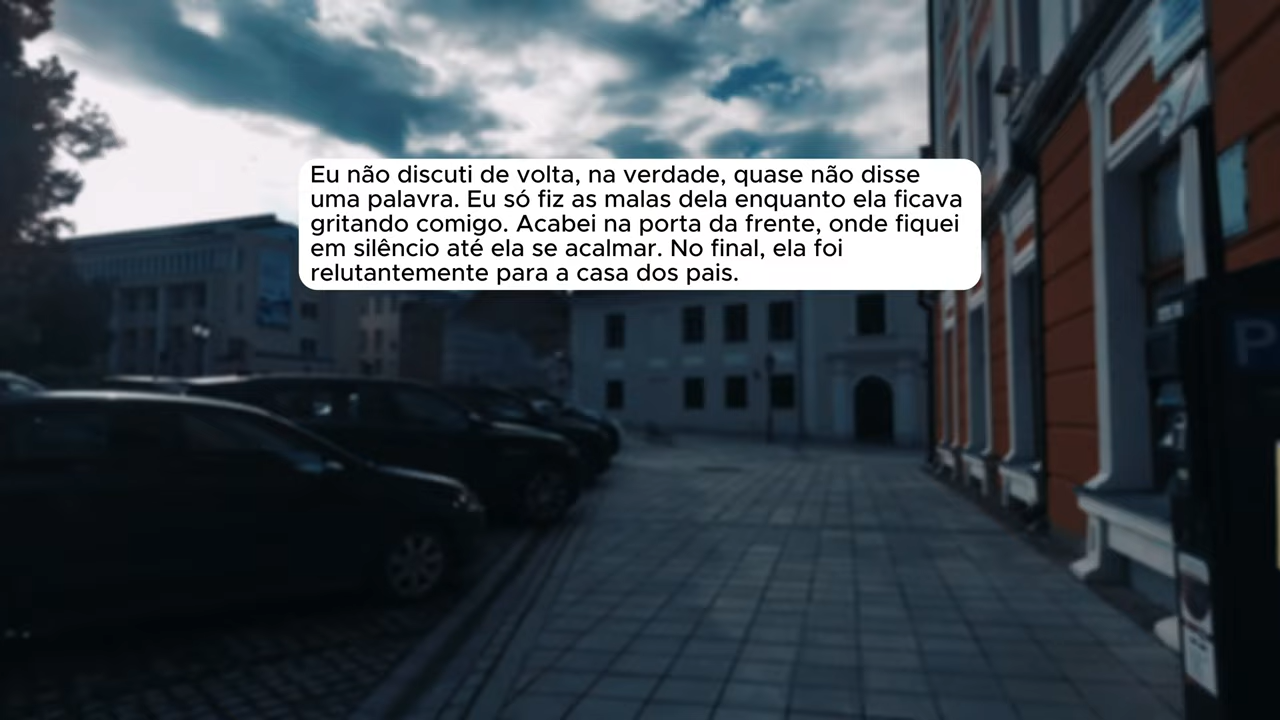 Eu não discuti de volta, na verdade, quase não disse
uma palavra. Eu só fiz as malas dela enquanto ela ficava
gritando comigo. Acabei na porta da frente, onde fiquei
em silêncio até ela se acalmar. No final, ela foi
relutantemente para a casa dos pais.
P